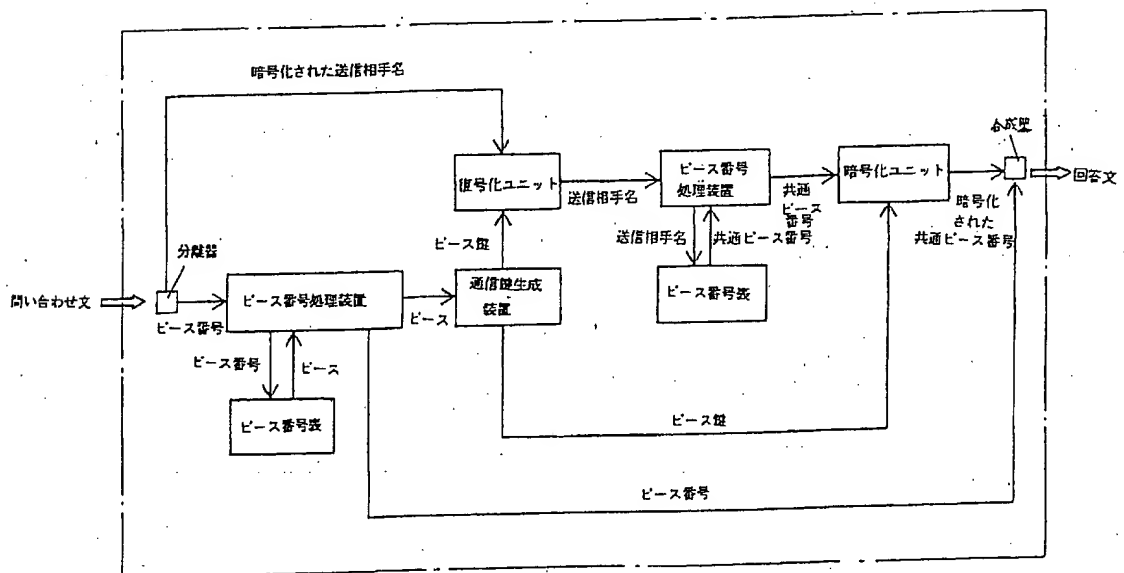 暗号化された送信相手名
合成器
復号化ユニット
ピース番号
処理装置
暗号化ユニット
回答文
送信相手名
共通
ピース
番号
暗号化
された
共通ピース番号
ピース鍵
送信相手名
共通ピース番号
分離器
通信鍵生成
装置
ピース番号表
問い合わせ文
ピース番号処理装置
ピース番号
ピース
ピース番号
ピース
ピース番号表
ピース鍵
ピース番号